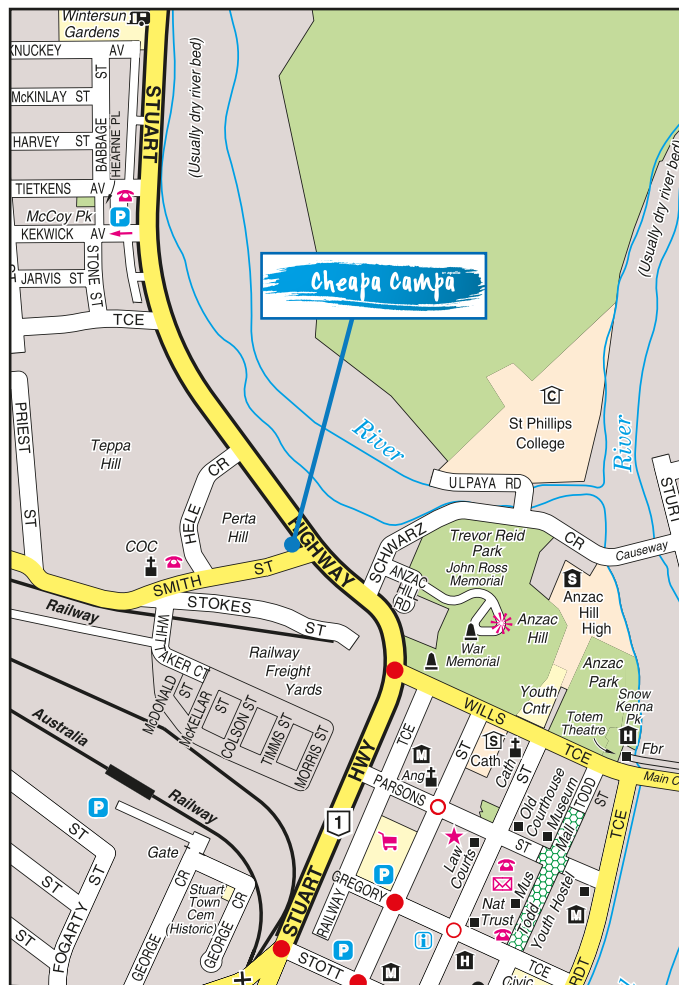 Wintersun
Gardens
KNUCKEY AV
ST
McKINLAY ST
BABBAGE
HEARNE PL
HARVEY ST
STUART
(Usually dry river bed)
(Usually dry river bed)
TIETKENS AV
McCoy Pk
P
KEKWICK AV
STONE ST
JARVIS ST
TCE
Cheapa Campa
C
St Phillips
College
River
River
PRIEST
ST
Teppa
Hill
HELE CR
Perta
Hill
HIGHWAY
ULPAYA RD
SCHWARZ
CR
Causeway
STURT
Trevor Reid
Park
John Ross
Memorial
ANZAC
HILL
RD
COC
SMITH ST
S
Anzac
Hill
High
Anzac
Hill
War
Memorial
Railway
STOKES
ST
WHITTAKER CT
Railway
Freight
Yards
McDONALD
ST
McKELLAR
ST
COLSON ST
TIMMS ST
MORRIS ST
Anzac
Park
Youth
Cntr
Snow
Kenna
Pk
Totem
Theatre
H
Fbr
WILLS
TCE
Main C
Australia
Railway
HWY
TCE
M
Ang
ST
S
Cath
Cath
ST
PARSONS
ST
Old
Courthouse
Museum
TODD
ST
Mall
TCE
P
1
Law
Courts
P
GREGORY
Nat
Trust
Mus
Todd
Youth Hostel
M
ST
Gate
Stuart
Town
Cem
(Historic)
CR
GEORGE
CR
GEORGE
FOGARTY ST
ST
STUART
RAILWAY
P
i
STOTT
M
H
TCE
Civic